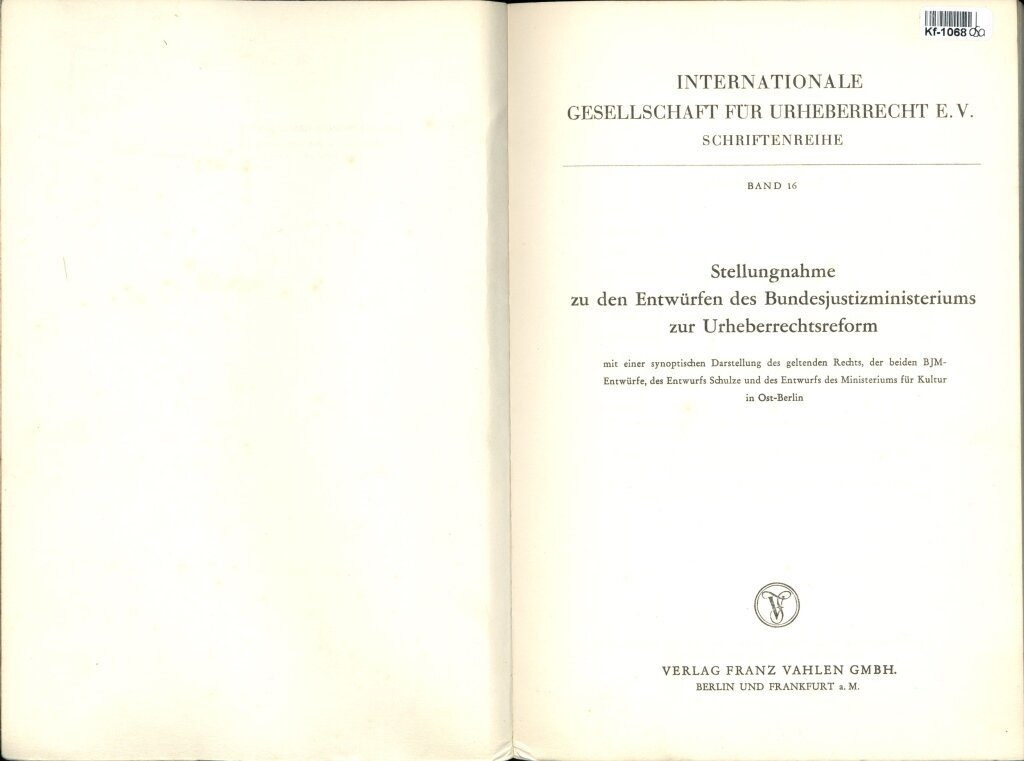 Kf-1068
INTERNATIONALE
GESELLSCHAFT FÜR URHEBERRECHT E. V.
SCHRIFTENREIHE
BAND 16
Stellungnahme
zu den Entwürfen des Bundesjustizministeriums
zur Urheberrechtsreform
mit einer synoptischen Darstellung des geltenden Rechts, der beiden BJM-
Entwürfe, des Entwurfs Schulze und des Entwurfs des Ministeriums für Kultur
in Ost-Berlin
VERLAG FRANZ VAHLEN GMBH.
BERLIN UND FRANKFURT a. M.